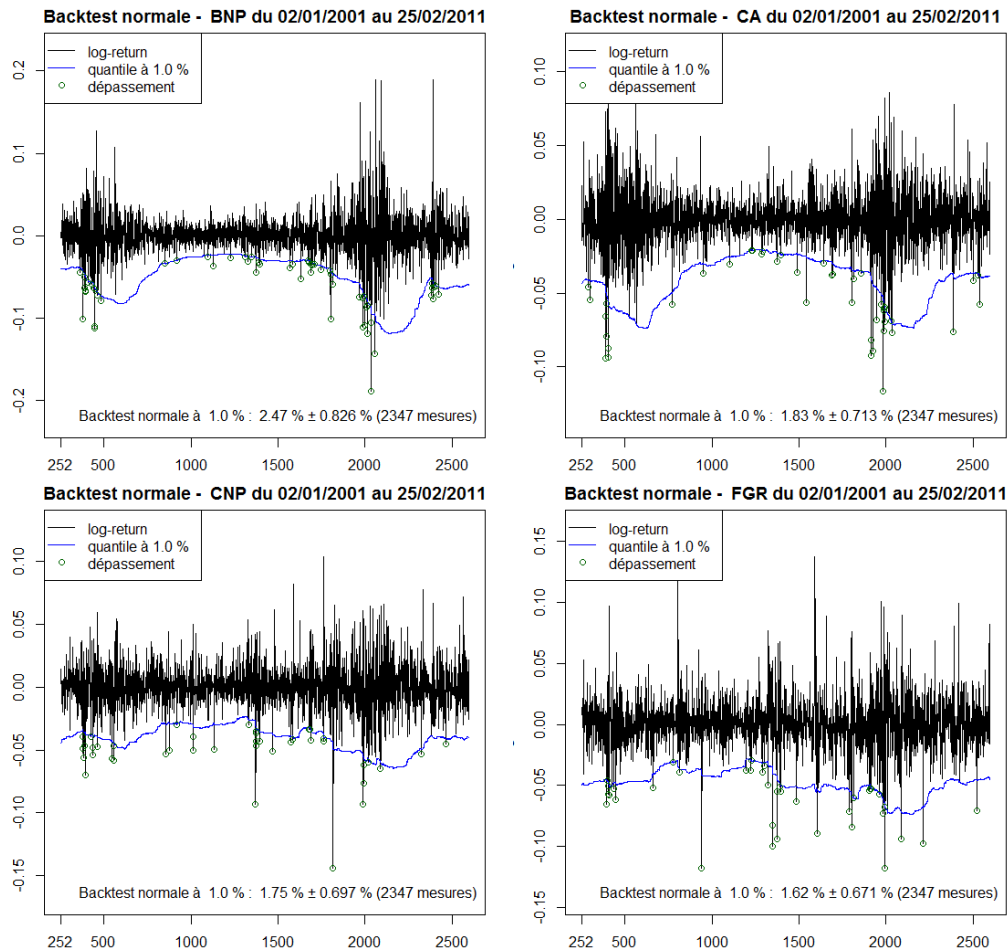 Backtest normale - BNP du 02/01/2001 au 25/02/2011
log-return
quantile à 1.0 %
dépassement
0.2
0.1
0.0
-0.1
-0.2
Backtest normale à 1.0 % : 2.47 % ± 0.826 % (2347 mesures)
252 500 1000 1500 2000 2500
Backtest normale - CA du 02/01/2001 au 25/02/2011
log-return
quantile à 1.0 %
dépassement
0.10
0.05
0.00
-0.05
-0.10
Backtest normale à 1.0 % : 1.83 % ± 0.713 % (2347 mesures)
252 500 1000 1500 2000 2500
Backtest normale - CNP du 02/01/2001 au 25/02/2011
log-return
quantile à 1.0 %
dépassement
0.10
0.05
0.00
-0.05
-0.10
-0.15
Backtest normale à 1.0 % : 1.75 % ± 0.697 % (2347 mesures)
252 500 1000 1500 2000 2500
Backtest normale - FGR du 02/01/2001 au 25/02/2011
log-return
quantile à 1.0 %
dépassement
0.15
0.10
0.05
0.00
-0.05
-0.10
-0.15
Backtest normale à 1.0 % : 1.62 % ± 0.671 % (2347 mesures)
252 500 1000 1500 2000 2500